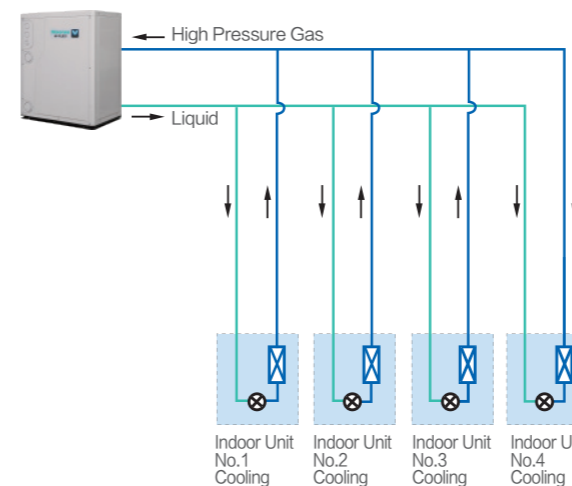 High Pressure Gas
Liquid
Indoor Unit
No.1
Cooling
Indoor Unit
No.2
Cooling
Indoor Unit
No.3
Cooling
Indoor U
No.4
Cooling